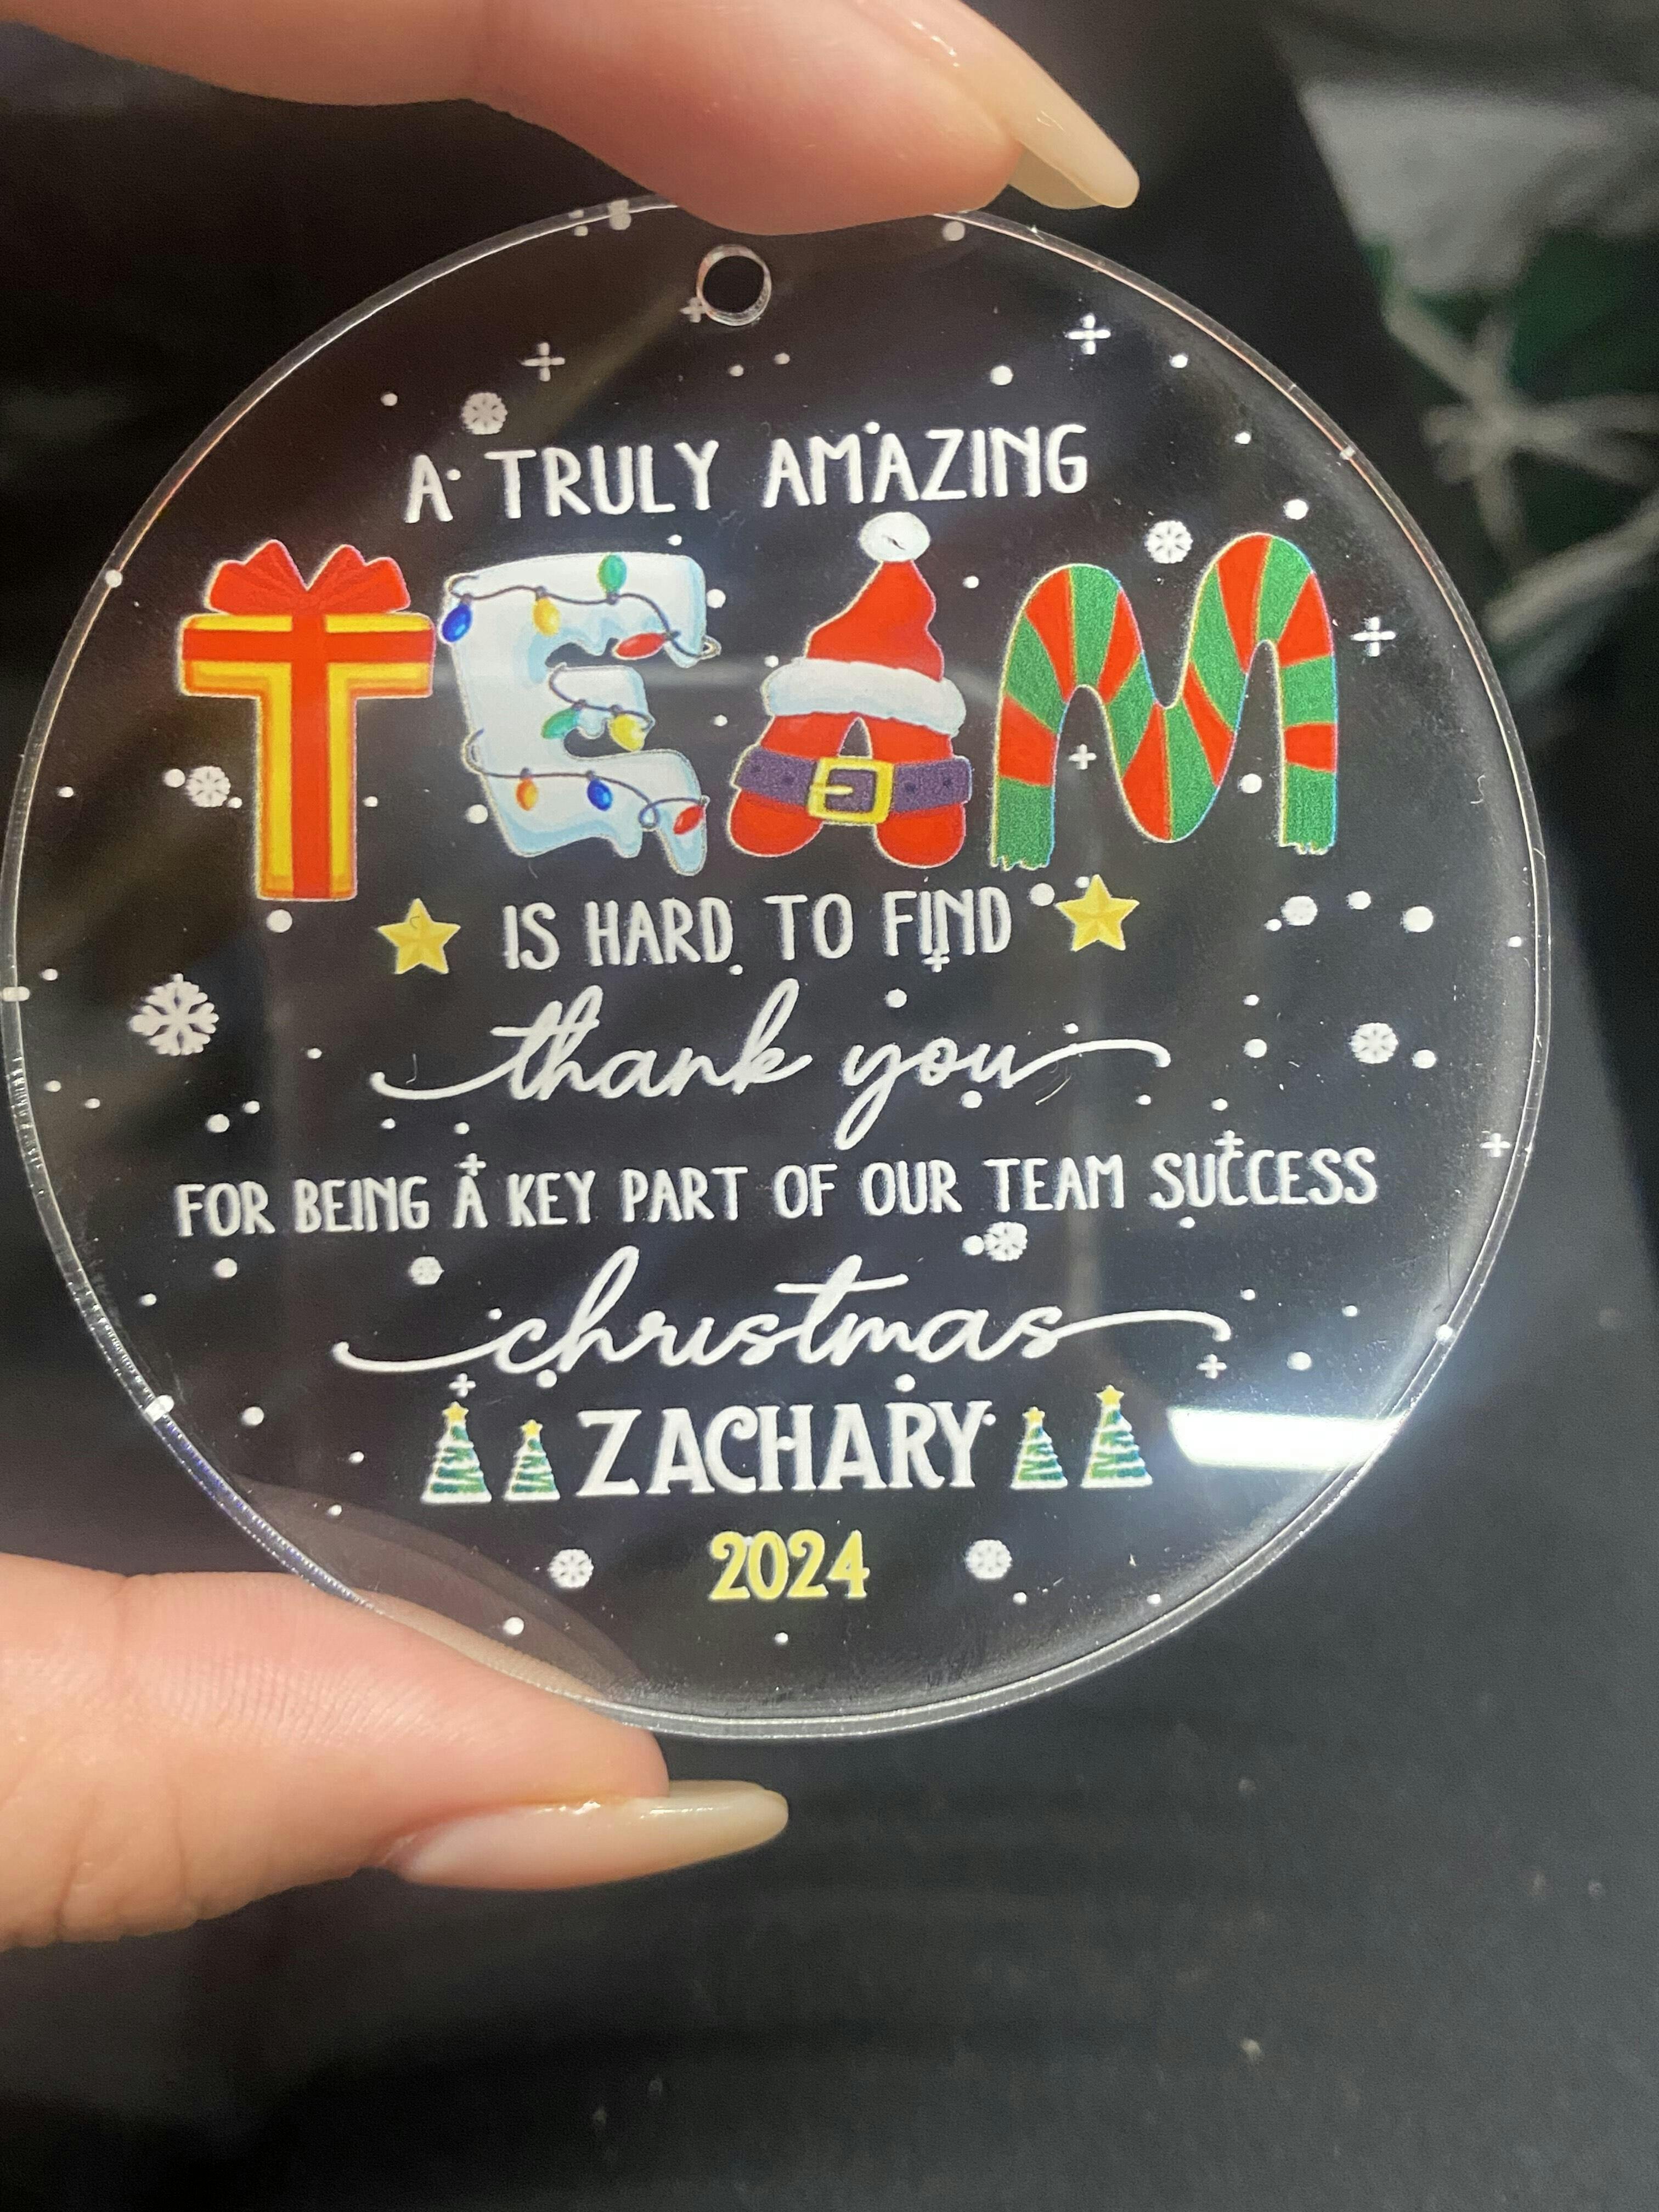 A TRULY AMAZING
TEAM
IS HARD TO FIND
thank you
FOR BEING A KEY PART OF OUR TEAM SUCCESS
christmas
ZACHARY
2024